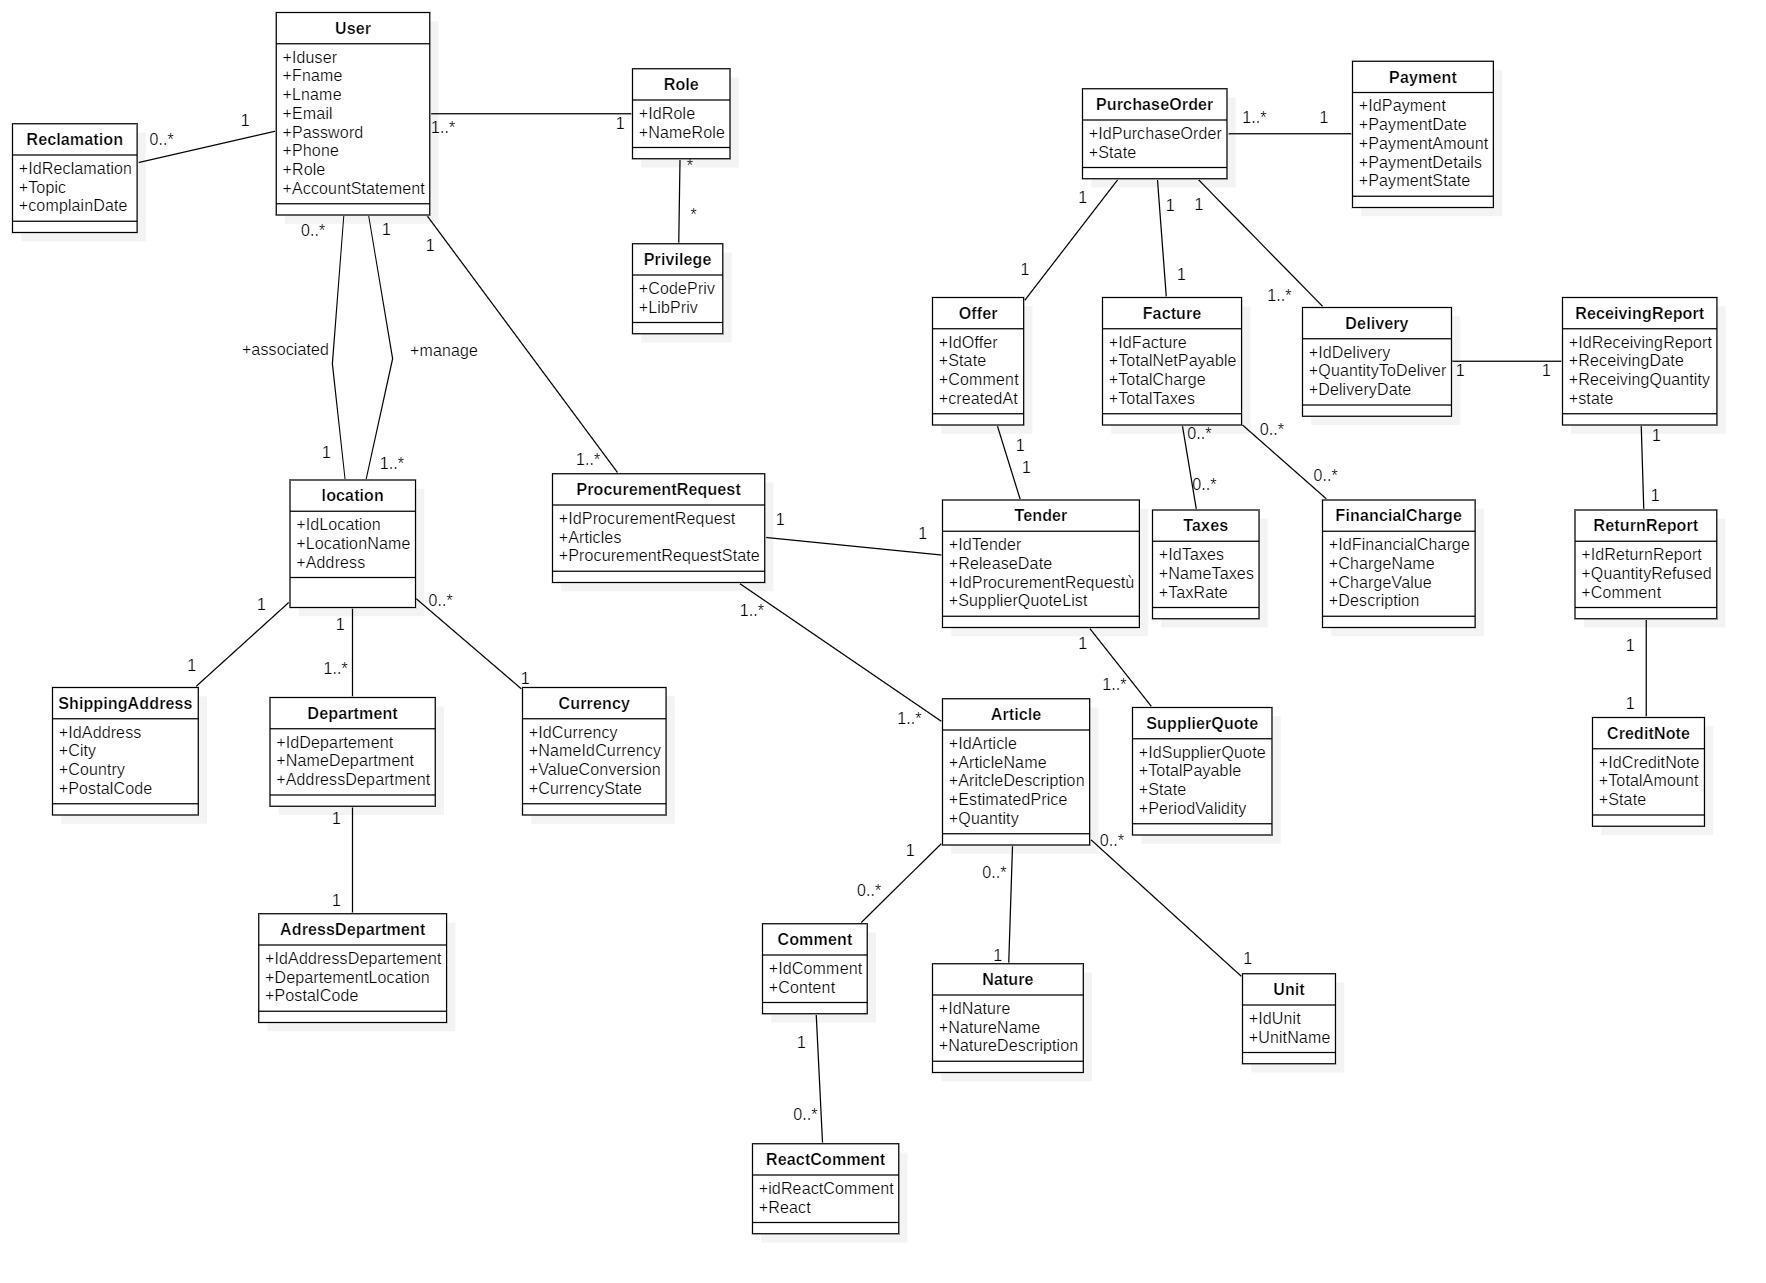 User
+Iduser
+Fname
+Lname
+Email
+Password
+Phone
+Role
+AccountStatement
Reclamation
+IdReclamation
+Topic
+complainDate
0..*
1
Role
+IdRole
+NameRole
1..*
1
*
*
Privilege
+CodePriv
+LibPriv
PurchaseOrder
+IdPurchaseOrder
+State
1..*
1
Payment
+IdPayment
+PaymentDate
+PaymentAmount
+PaymentDetails
+PaymentState
0..*
1
1
+associated
+manage
1
1..*
1..*
1
1
1
1
1
1..*
Offer
+IdOffer
+State
+Comment
+createdAt
Facture
+IdFacture
+TotalNetPayable
+TotalCharge
+TotalTaxes
Delivery
+IdDelivery
+QuantityToDeliver
+DeliveryDate
1
1
ReceivingReport
+IdReceivingReport
+ReceivingDate
+ReceivingQuantity
+state
1
1
0..*
0..*
0..*
0..*
1
1
location
+IdLocation
+LocationName
+Address
ProcurementRequest
+IdProcurementRequest
+Articles
+ProcurementRequestState
1
1
Tender
+IdTender
+ReleaseDate
+IdProcurementRequestù
+SupplierQuoteList
Taxes
+IdTaxes
+NameTaxes
+TaxRate
FinancialCharge
+IdFinancialCharge
+ChargeName
+ChargeValue
+Description
ReturnReport
+IdReturnReport
+QuantityRefused
+Comment
1
1
1
1..*
0..*
1
1..*
1..*
1
1..*
1
1
ShippingAddress
+IdAddress
+City
+Country
+PostalCode
Department
+IdDepartement
+NameDepartment
+AddressDepartment
Currency
+IdCurrency
+NameIdCurrency
+ValueConversion
+CurrencyState
Article
+IdArticle
+ArticleName
+AritcleDescription
+EstimatedPrice
+Quantity
SupplierQuote
+IdSupplierQuote
+TotalPayable
+State
+PeriodValidity
CreditNote
+IdCreditNote
+TotalAmount
+State
1
1
1
0..*
0..*
1
0..*
1
AdressDepartment
+IdAddressDepartement
+DepartementLocation
+PostalCode
Comment
+IdComment
+Content
Nature
+IdNature
+NatureName
+NatureDescription
Unit
+IdUnit
+UnitName
1
0..*
ReactComment
+idReactComment
+React